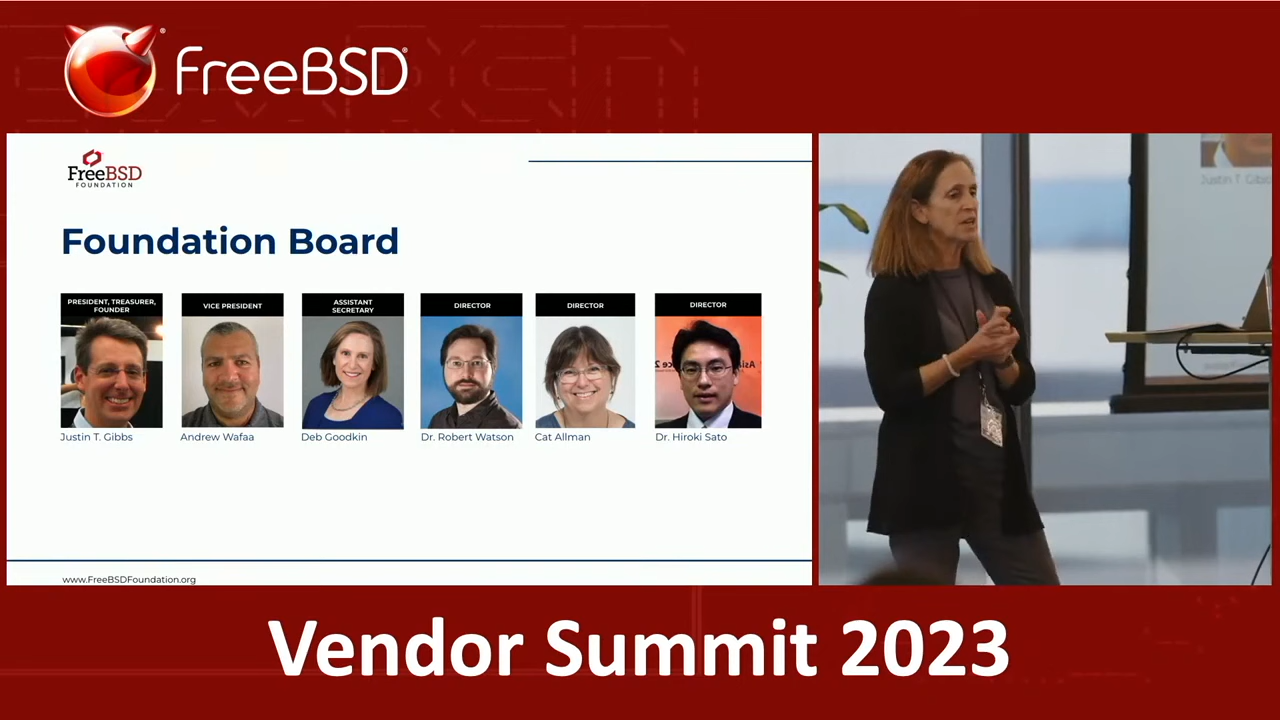 FreeBSD®
FreeBSD
FOUNDATION
Foundation Board
PRESIDENT, TREASURER,
FOUNDER
VICE PRESIDENT
ASSISTANT
SECRETARY
DIRECTOR
DIRECTOR
DIRECTOR
Justin T. Gibbs
Andrew Wafaa
Deb Goodkin
Dr. Robert Watson
Cat Allman
Dr. Hiroki Sato
www.FreeBSDFoundation.org
Justin T.
Vendor Summit 2023